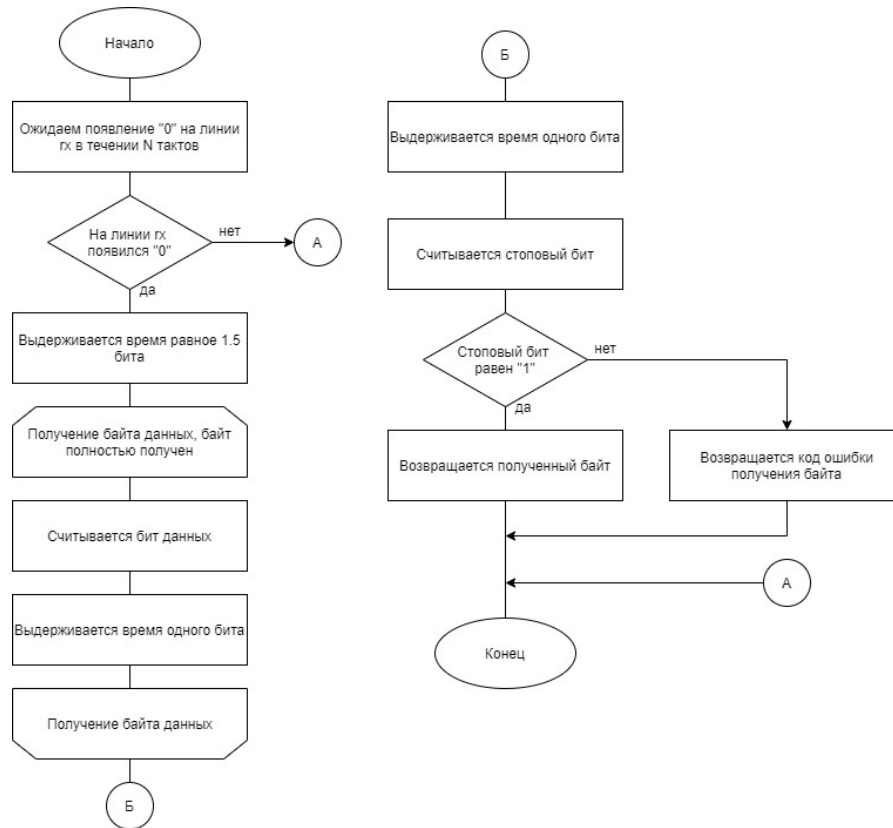 Начало
Ожидаем появление "0" на линии
rx в течении N тактов
На линии rx
появился "0"
нет
А
да
Выдерживается время равное 1.5
бита
Получение байта данных, байт
полностью получен
Считывается бит данных
Выдерживается время одного бита
Получение байта данных
Б
Б
Выдерживается время одного бита
Считывается стоповый бит
Стоповый бит
равен "1"
нет
да
Возвращается полученный байт
Возвращается код ошибки
получения байта
А
Конец